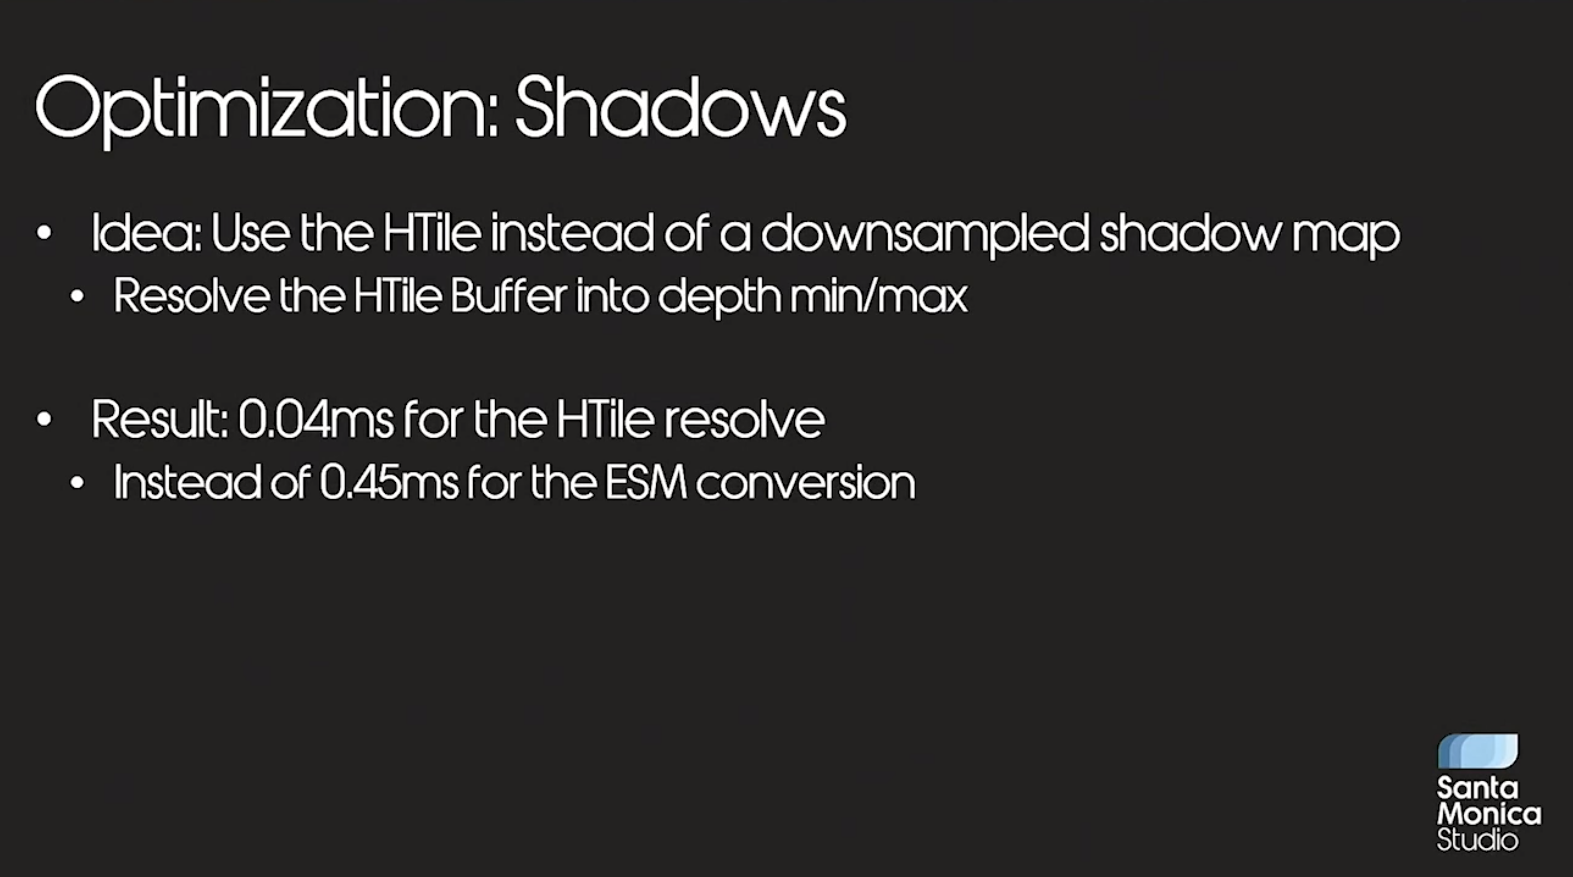 Optimization: Shadows
• Idea: Use the HTile instead of a downsampled shadow map
• Resolve the HTile Buffer into depth min/max
• Result: 0.04ms for the HTile resolve
• Instead of 0.45ms for the ESM conversion
Santa
Monica
Studio